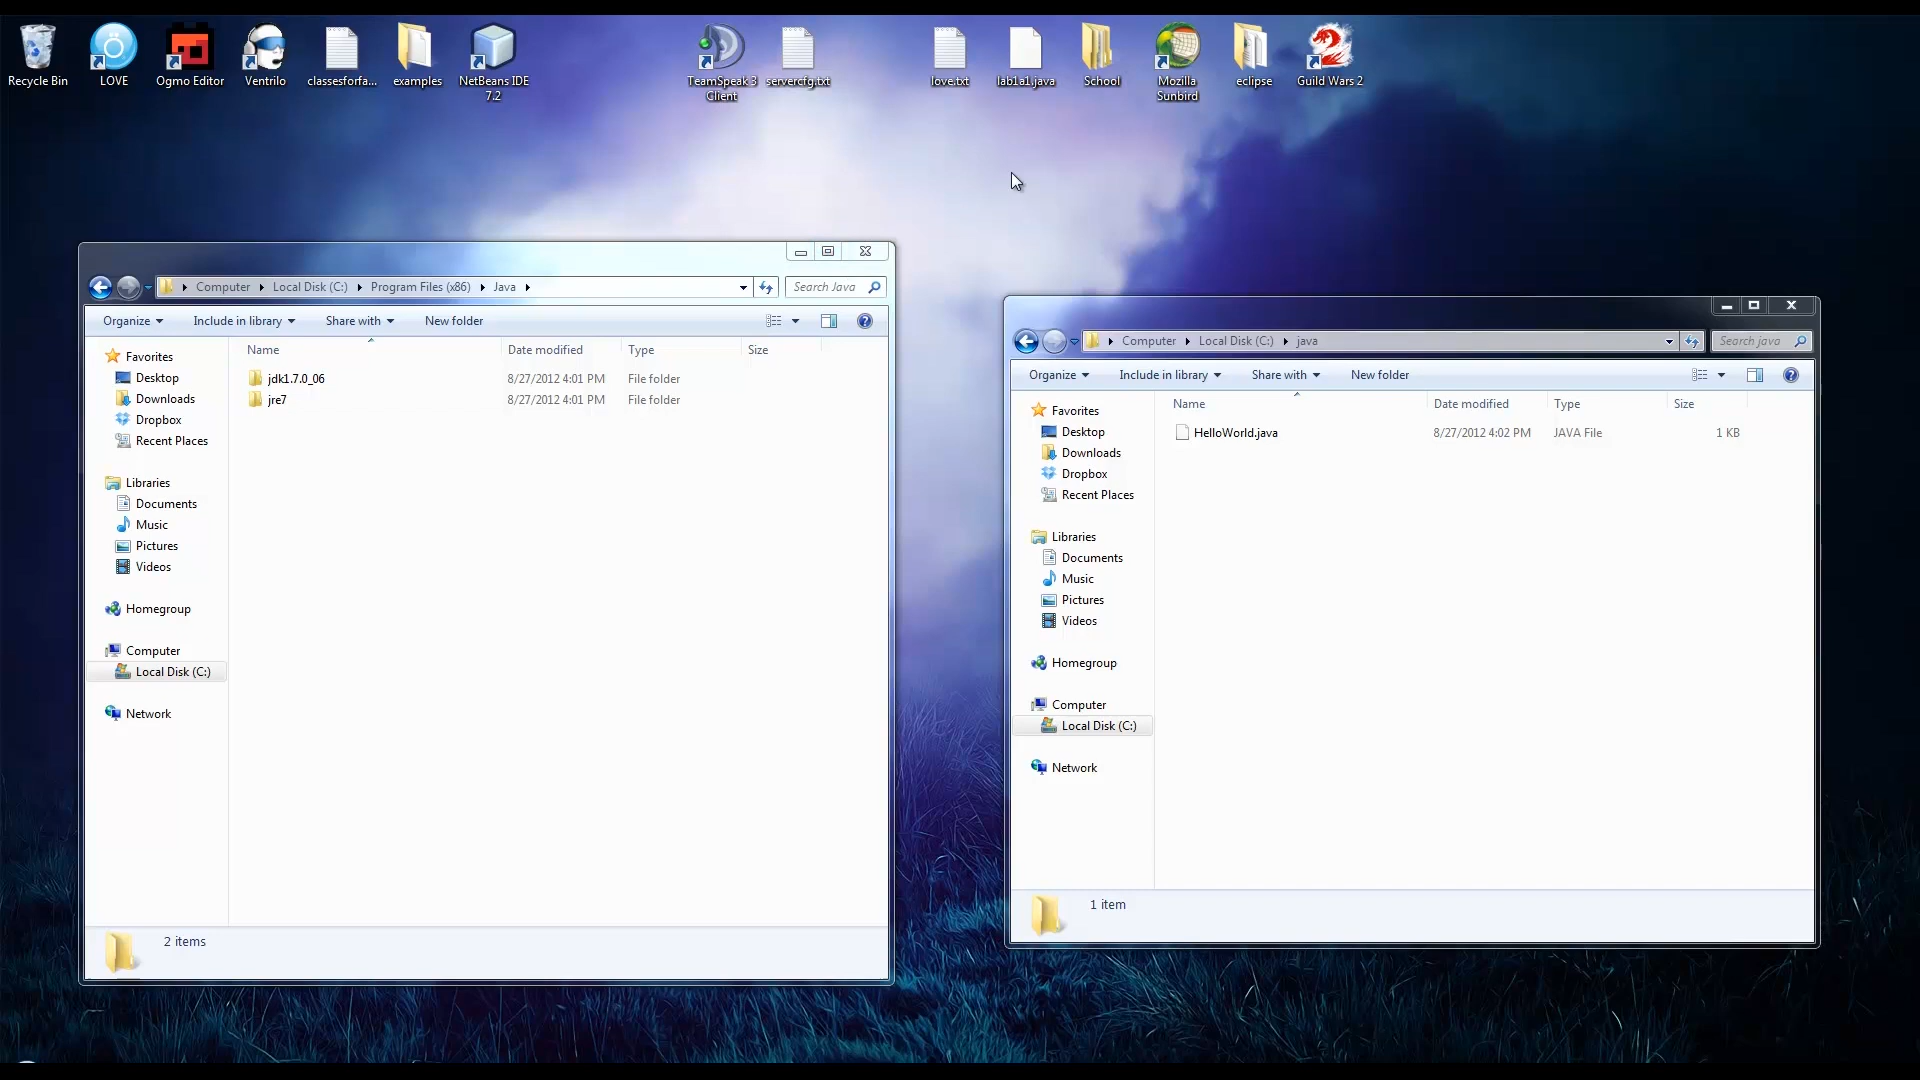 Recycle Bin
LOVE
Ogmo Editor
Ventrilo
classesforfa...
examples
NetBeans IDE
7.2
TeamSpeak 3
Client
servercfg.txt
love.txt
lab1a1.java
School
Mozilla
Sunbird
eclipse
Guild Wars 2
Computer Local Disk (C:) Program Files (x86) Java
Search Java
Organize Include in library Share with New folder
Name Date modified Type Size
jdk1.7.0_06 8/27/2012 4:01 PM File folder
jre7 8/27/2012 4:01 PM File folder
Favorites
Desktop
Downloads
Dropbox
Recent Places
Libraries
Documents
Music
Pictures
Videos
Homegroup
Computer
Local Disk (C:)
Network
2 items
Computer Local Disk (C:) java
Search java
Organize Include in library Share with New folder
Name Date modified Type Size
HelloWorld.java 8/27/2012 4:02 PM JAVA File 1 KB
Favorites
Desktop
Downloads
Dropbox
Recent Places
Libraries
Documents
Music
Pictures
Videos
Homegroup
Computer
Local Disk (C:)
Network
1 item